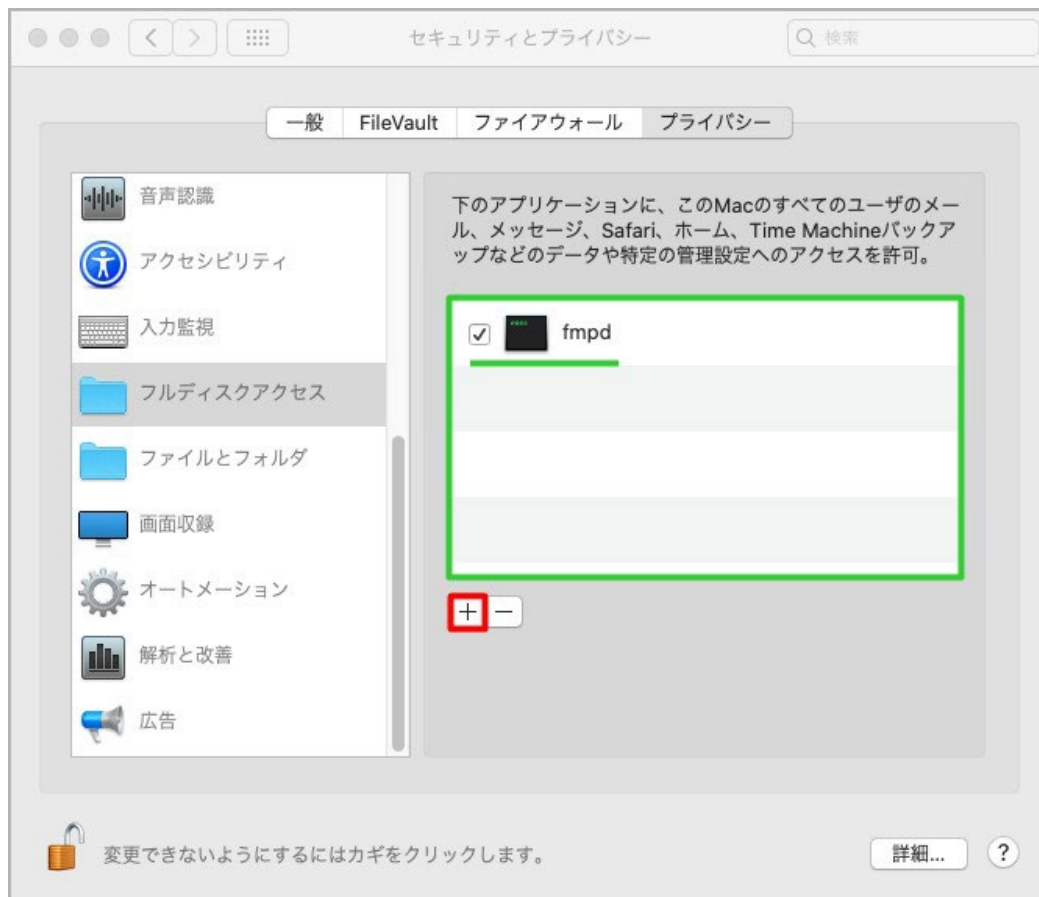 セキュリティとプライバシー
検索
一般
FileVault
ファイアウォール
プライバシー
音声認識
アクセシビリティ
入力監視
フルディスクアクセス
ファイルとフォルダ
画面収録
オートメーション
解析と改善
広告
下のアプリケーションに、このMacのすべてのユーザのメー
ル、メッセージ、Safari、ホーム、Time Machineバックア
ップなどのデータや特定の管理設定へのアクセスを許可。
fmpd
変更できないようにするにはカギをクリックします。
詳細...
?